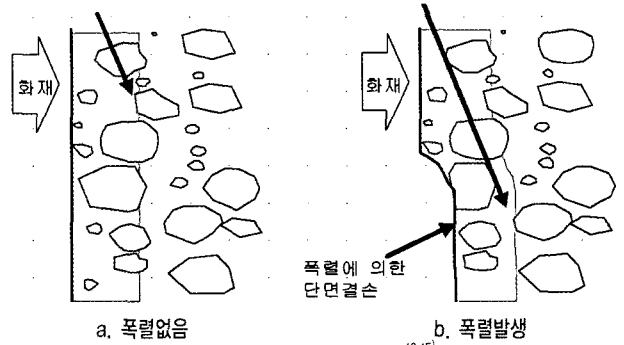 화재
화재
폭렬에 의한
단면결손
a. 폭렬없음
b. 폭렬발생